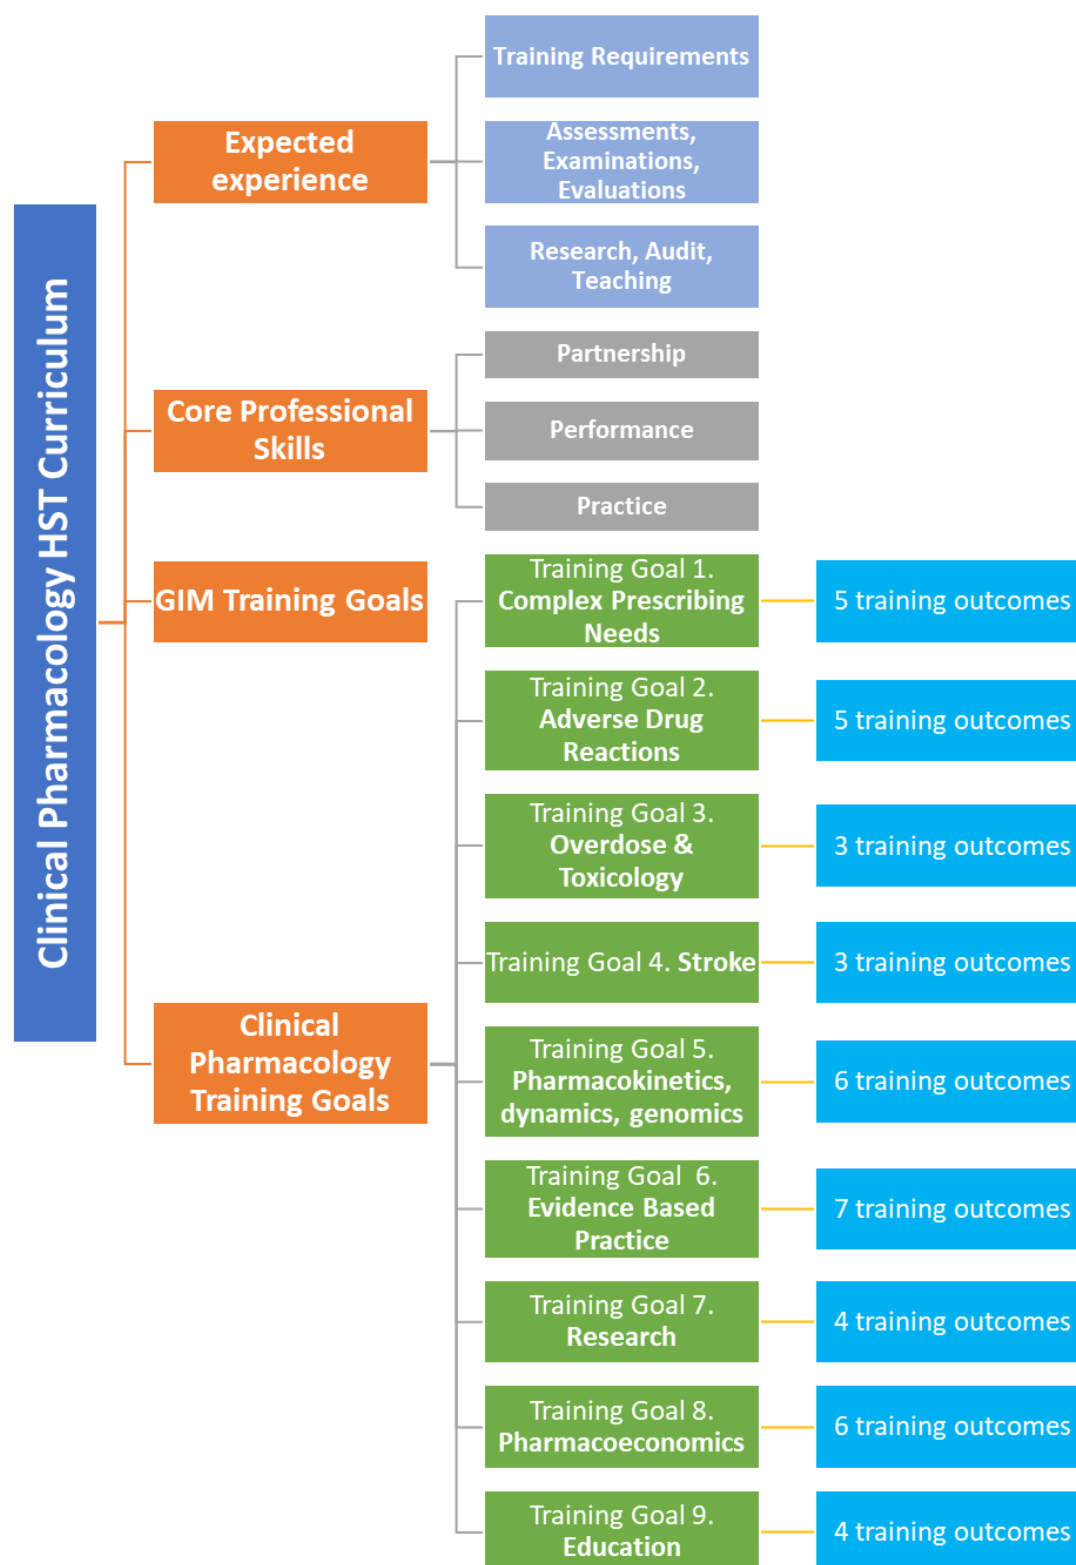 Clinical Pharmacology HST Curriculum
Expected
experience
Training Requirements
Assessments,
Examinations,
Evaluations
Research, Audit,
Teaching
Core Professional
Skills
Partnership
Performance
Practice
GIM Training Goals
Clinical
Pharmacology
Training Goals
Training Goal 1.
Complex Prescribing
Needs
5 training outcomes
Training Goal 2.
Adverse Drug
Reactions
5 training outcomes
Training Goal 3.
Overdose &
Toxicology
3 training outcomes
Training Goal 4. Stroke
3 training outcomes
Training Goal 5.
Pharmacokinetics,
dynamics, genomics
6 training outcomes
Training Goal  6.
Evidence Based
Practice
7 training outcomes
Training Goal 7.
Research
4 training outcomes
Training Goal 8.
Pharmacoeconomics
6 training outcomes
Training Goal 9.
Education
4 training outcomes